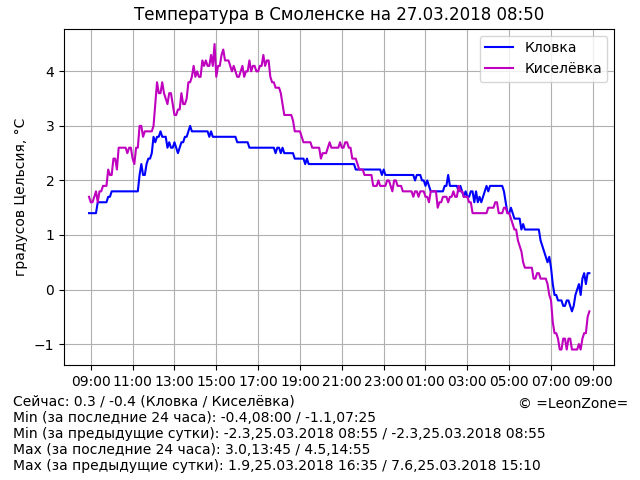 Температура в Смоленске на 27.03.2018 08:50
Кловка
Киселёвка
градусов Цельсия, °C
4
3
2
1
0
−1
09:00 11:00 13:00 15:00 17:00 19:00 21:00 23:00 01:00 03:00 05:00 07:00 09:00
Сейчас: 0.3 / -0.4 (Кловка / Киселёвка)
© =LeonZone=
Min (за последние 24 часа): -0.4,08:00 / -1.1,07:25
Min (за предыдущие сутки): -2.3,25.03.2018 08:55 / -2.3,25.03.2018 08:55
Max (за последние 24 часа): 3.0,13:45 / 4.5,14:55
Max (за предыдущие сутки): 1.9,25.03.2018 16:35 / 7.6,25.03.2018 15:10